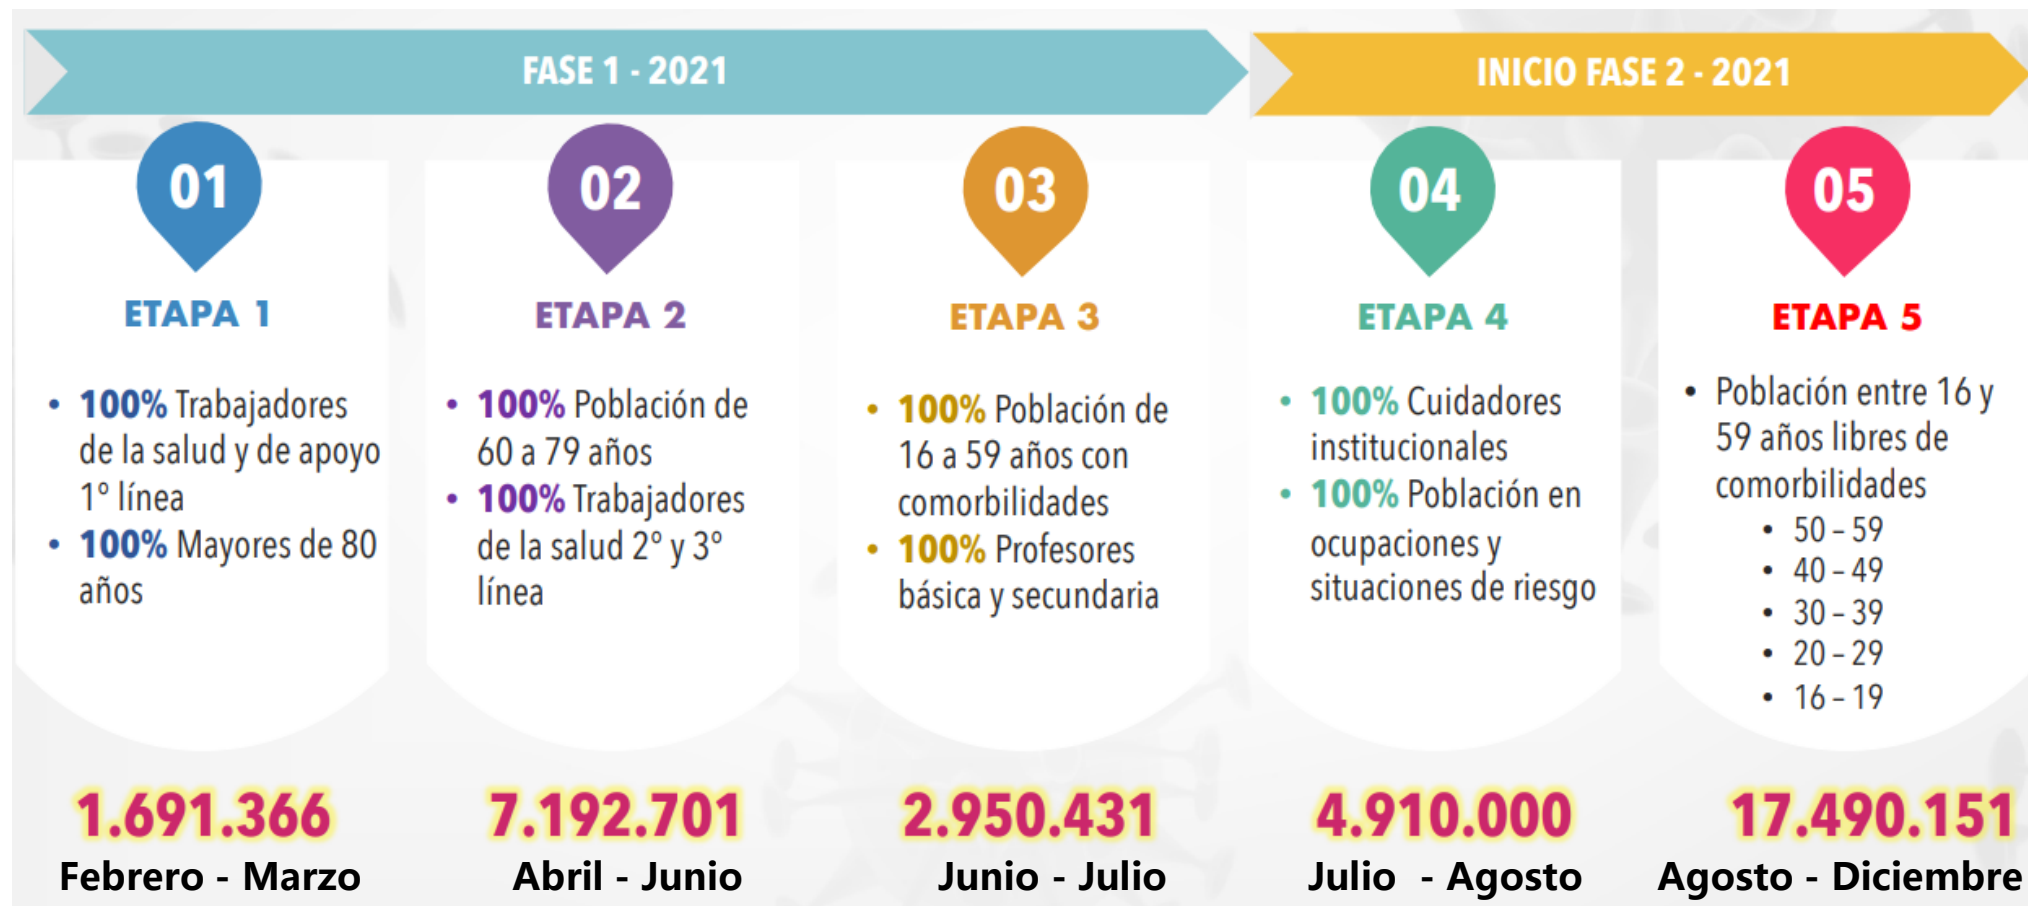 FASE 1 - 2021
INICIO FASE 2 - 2021
01
ETAPA 1
• 100% Trabajadores
de la salud y de apoyo
1° línea
• 100% Mayores de 80
años
1.691.366
Febrero - Marzo
02
ETAPA 2
• 100% Población de
60 a 79 años
• 100% Trabajadores
de la salud 2° y 3°
línea
7.192.701
Abril - Junio
03
ETAPA 3
• 100% Población de
16 a 59 años con
comorbilidades
• 100% Profesores
básica y secundaria
2.950.431
Junio - Julio
04
ETAPA 4
• 100% Cuidadores
institucionales
• 100% Población en
ocupaciones y
situaciones de riesgo
4.910.000
Julio - Agosto
05
ETAPA 5
• Población entre 16 y
59 años libres de
comorbilidades
• 50 – 59
• 40 – 49
• 30 – 39
• 20 – 29
• 16 – 19
17.490.151
Agosto - Diciembre